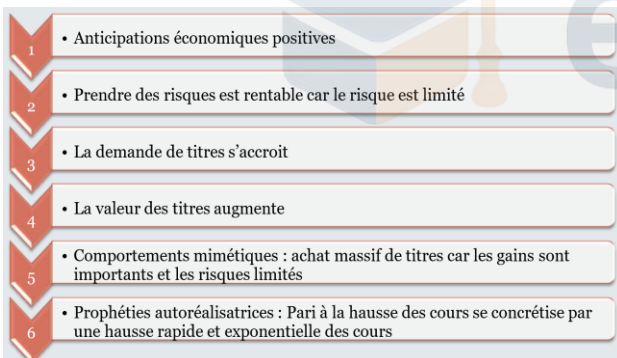 1
• Anticipations économiques positives
2
• Prendre des risques est rentable car le risque est limité
3
• La demande de titres s'accroit
4
• La valeur des titres augmente
5
• Comportements mimétiques : achat massif de titres car les gains sont
importants et les risques limités
6
• Prophéties autoréalisatrices : Pari à la hausse des cours se concrétise par
une hausse rapide et exponentielle des cours